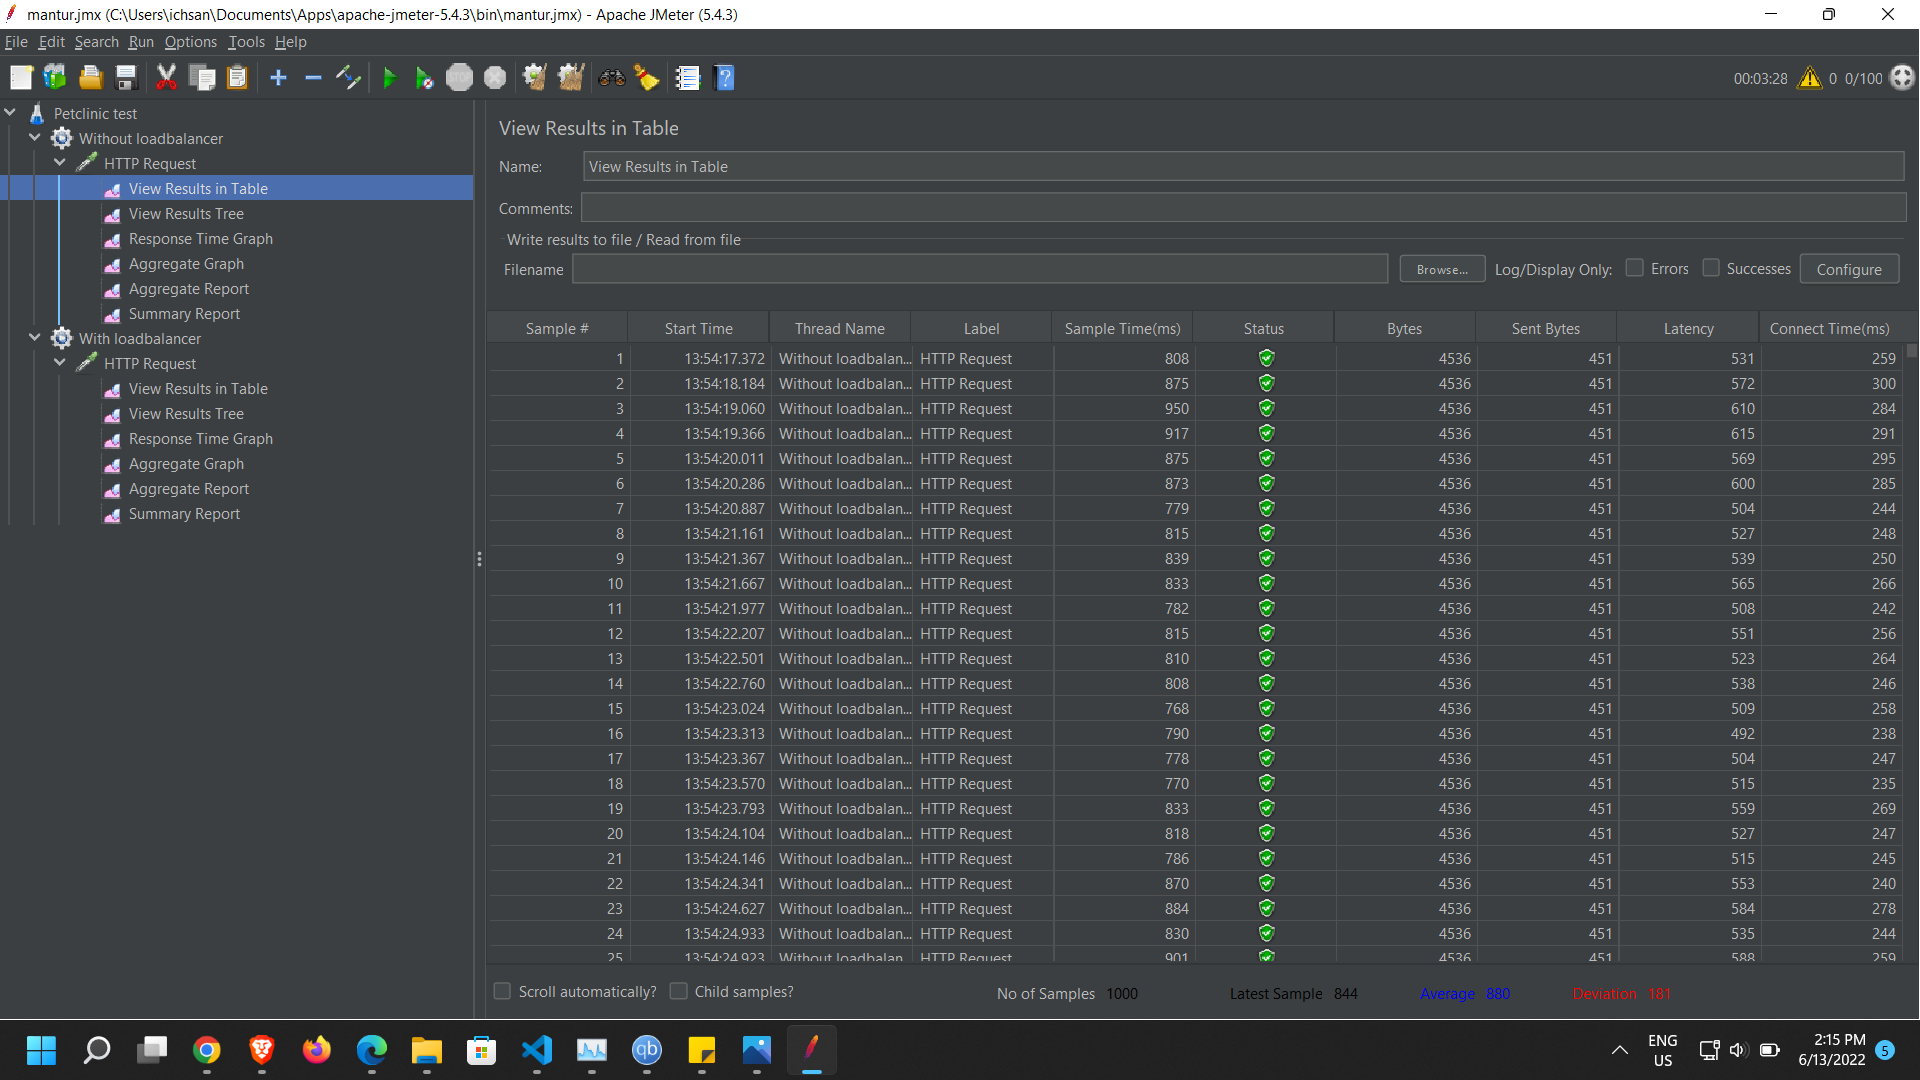 mantur.jmx (C:\Users\ichsan\Documents\Apps\apache-jmeter-5.4.3\bin\mantur.jmx) - Apache JMeter (5.4.3)
File Edit Search Run Options Tools Help
STOP
00:03:28 0 0/100
Petclinic test
Without loadbalancer
HTTP Request
View Results in Table
View Results Tree
Response Time Graph
Aggregate Graph
Aggregate Report
Summary Report
With loadbalancer
HTTP Request
View Results in Table
View Results Tree
Response Time Graph
Aggregate Graph
Aggregate Report
Summary Report
View Results in Table
Name: View Results in Table
Comments:
Write results to file / Read from file
Filename Browse... Log/Display Only: Errors Successes Configure
Sample # Start Time Thread Name Label Sample Time(ms) Status Bytes Sent Bytes Latency Connect Time(ms)
1 13:54:17.372 Without loadbalan... HTTP Request 808 4536 451 531 259
2 13:54:18.184 Without loadbalan... HTTP Request 875 4536 451 572 300
3 13:54:19.060 Without loadbalan... HTTP Request 950 4536 451 610 284
4 13:54:19.366 Without loadbalan... HTTP Request 917 4536 451 615 291
5 13:54:20.011 Without loadbalan... HTTP Request 875 4536 451 569 295
6 13:54:20.286 Without loadbalan... HTTP Request 873 4536 451 600 285
7 13:54:20.887 Without loadbalan... HTTP Request 779 4536 451 504 244
8 13:54:21.161 Without loadbalan... HTTP Request 815 4536 451 527 248
9 13:54:21.367 Without loadbalan... HTTP Request 839 4536 451 539 250
10 13:54:21.667 Without loadbalan... HTTP Request 833 4536 451 565 266
11 13:54:21.977 Without loadbalan... HTTP Request 782 4536 451 508 242
12 13:54:22.207 Without loadbalan... HTTP Request 815 4536 451 551 256
13 13:54:22.501 Without loadbalan... HTTP Request 810 4536 451 523 264
14 13:54:22.760 Without loadbalan... HTTP Request 808 4536 451 538 246
15 13:54:23.024 Without loadbalan... HTTP Request 768 4536 451 509 258
16 13:54:23.313 Without loadbalan... HTTP Request 790 4536 451 492 238
17 13:54:23.367 Without loadbalan... HTTP Request 778 4536 451 504 247
18 13:54:23.570 Without loadbalan... HTTP Request 770 4536 451 515 235
19 13:54:23.793 Without loadbalan... HTTP Request 833 4536 451 559 269
20 13:54:24.104 Without loadbalan... HTTP Request 818 4536 451 527 247
21 13:54:24.146 Without loadbalan... HTTP Request 786 4536 451 515 245
22 13:54:24.341 Without loadbalan... HTTP Request 870 4536 451 553 240
23 13:54:24.627 Without loadbalan... HTTP Request 884 4536 451 584 278
24 13:54:24.933 Without loadbalan... HTTP Request 830 4536 451 535 244
25 13:54:24.923 Without loadbalan... HTTP Request 901 4536 451 588 259
Scroll automatically? Child samples? No of Samples 1000 Latest Sample 844 Average 880 Deviation 181
qb
ENG
US
2:15 PM
6/13/2022
5